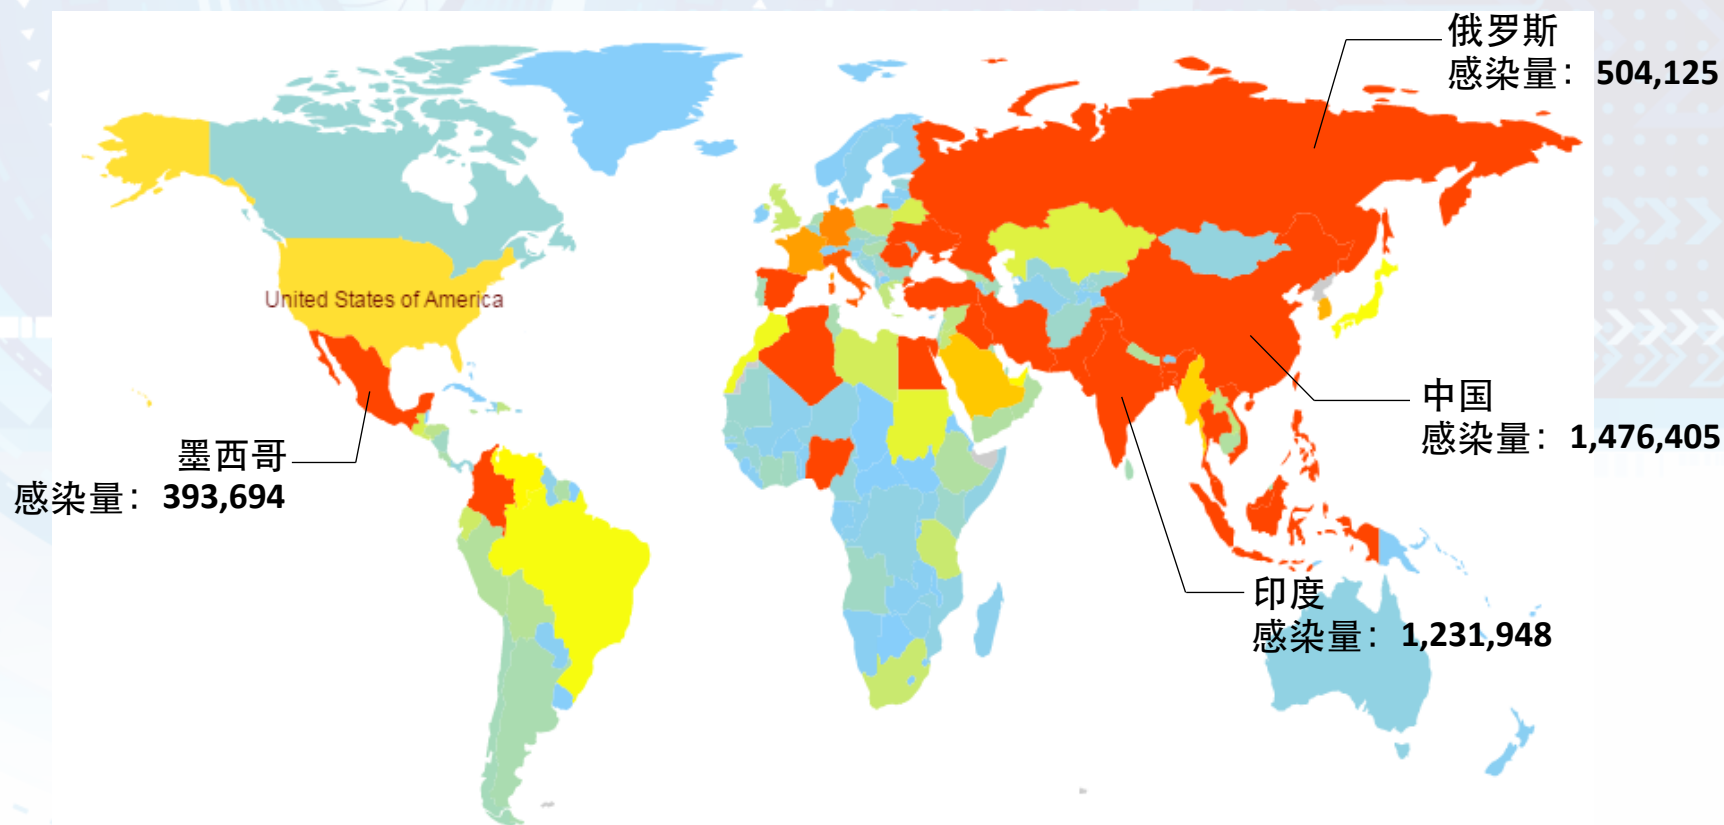 俄罗斯
感染量：504,125
United States of America
中国
感染量：1,476,405
墨西哥
感染量：393,694
印度
感染量：1,231,948